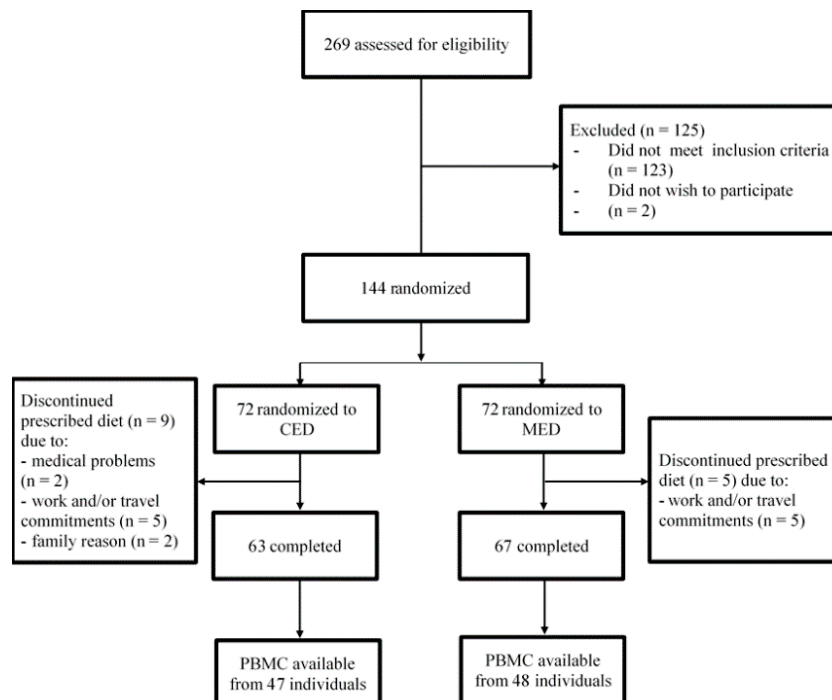 269 assessed for eligibility
Excluded (n = 125)
- Did not meet inclusion criteria
(n = 123)
- Did not wish to participate
- (n = 2)
144 randomized
Discontinued
prescribed diet (n = 9)
due to:
- medical problems
(n = 2)
- work and/or travel
commitments (n = 5)
- family reason (n = 2)
72 randomized to
CED
72 randomized to
MED
Discontinued prescribed
diet (n = 5) due to:
- work and/or travel
commitments (n = 5)
63 completed
67 completed
PBMC available
from 47 individuals
PBMC available
from 48 individuals